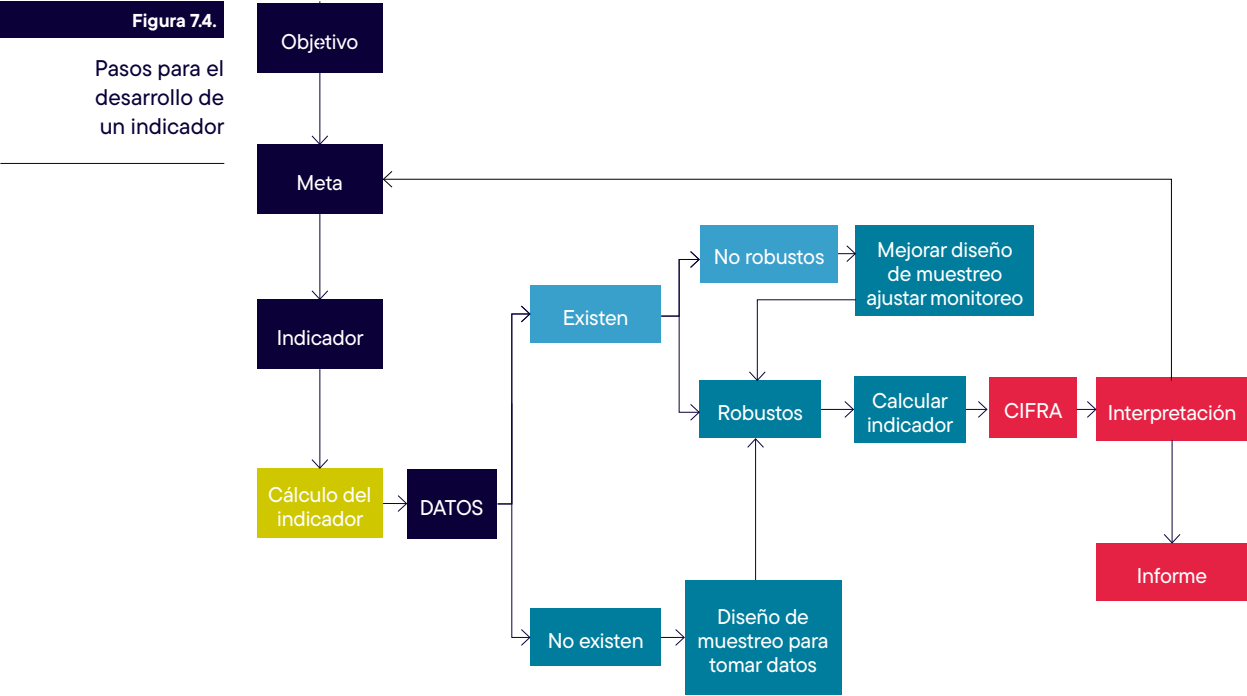 Figura 7.4.
Pasos para el
desarrollo de
un indicador
Objetivo
Meta
Indicador
Cálculo del
indicador
DATOS
Existen
No existen
No robustos
Mejorar diseño
de muestreo
ajustar monitoreo
Robustos
Diseño de
muestreo para
tomar datos
Calcular
indicador
CIFRA
Interpretación
Informe